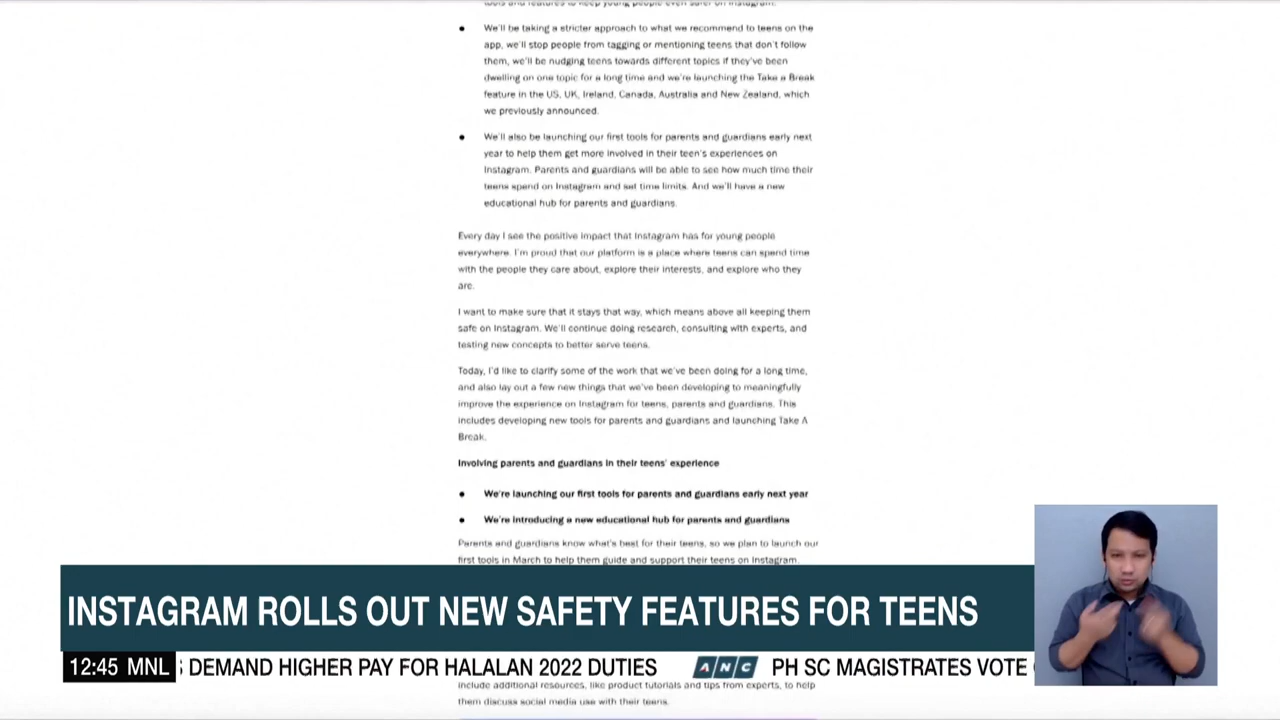 tools and features to keep young people even safer on Instagram.
● We'll be taking a stricter approach to what we recommend to teens on the
app, we'll stop people from tagging or mentioning teens that don't follow
them, we'll be nudging teens towards different topics if they've been
dwelling on one topic for a long time and we're launching the Take a Break
feature in the US, UK, Ireland, Canada, Australia and New Zealand, which
we previously announced.
● We'll also be launching our first tools for parents and guardians early next
year to help them get more involved in their teen's experiences on
Instagram. Parents and guardians will be able to see how much time their
teens spend on Instagram and set time limits. And we'll have a new
educational hub for parents and guardians.
Every day I see the positive impact that Instagram has for young people
everywhere. I'm proud that our platform is a place where teens can spend time
with the people they care about, explore their interests, and explore who they
are.
I want to make sure that it stays that way, which means above all keeping them
safe on Instagram. We'll continue doing research, consulting with experts, and
testing new concepts to better serve teens.
Today, I'd like to clarify some of the work that we've been doing for a long time,
and also lay out a few new things that we've been developing to meaningfully
improve the experience on Instagram for teens, parents and guardians. This
includes developing new tools for parents and guardians and launching Take A
Break.
Involving parents and guardians in their teens' experience
● We're launching our first tools for parents and guardians early next year
● We're introducing a new educational hub for parents and guardians
Parents and guardians know what's best for their teens, so we plan to launch our
first tools in March to help them guide and support their teens on Instagram.
INSTAGRAM ROLLS OUT NEW SAFETY FEATURES FOR TEENS
12:45 MNL DEMAND HIGHER PAY FOR HALALAN 2022 DUTIES ANC PH SC MAGISTRATES VOTE
include additional resources, like product tutorials and tips from experts, to help
them discuss social media use with their teens.